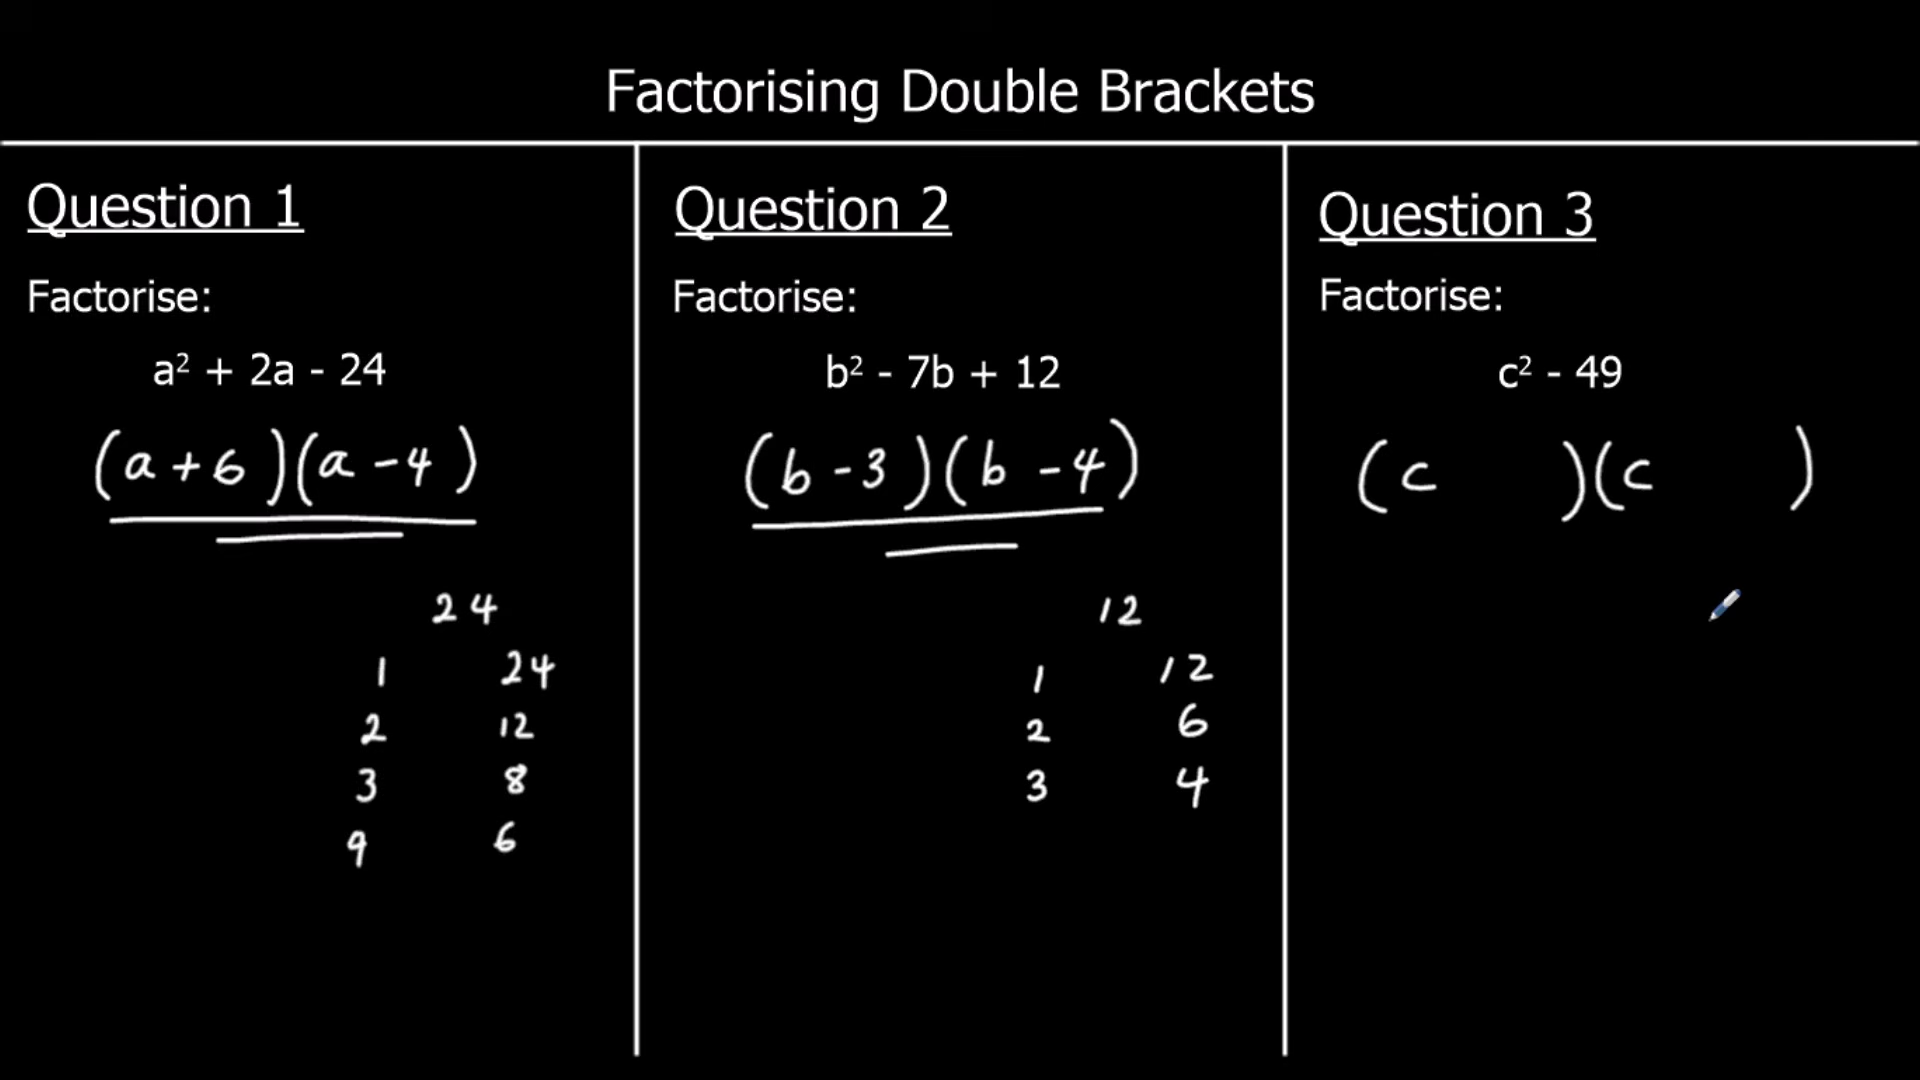 Factorising Double Brackets
Question 1
Factorise:
a² + 2a - 24
(a + 6)(a - 4)
24
1 24
2 12
3 8
4 6
Question 2
Factorise:
b² - 7b + 12
(b - 3)(b - 4)
12
1 12
2 6
3 4
Question 3
Factorise:
c² - 49
(c )(c )